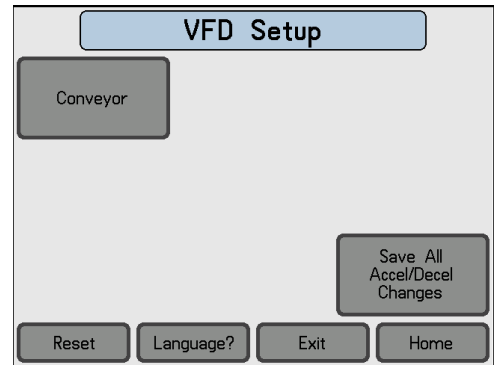 VFD Setup
Conveyor
Save All
Accel/Decel
Changes
Reset
Language?
Exit
Home